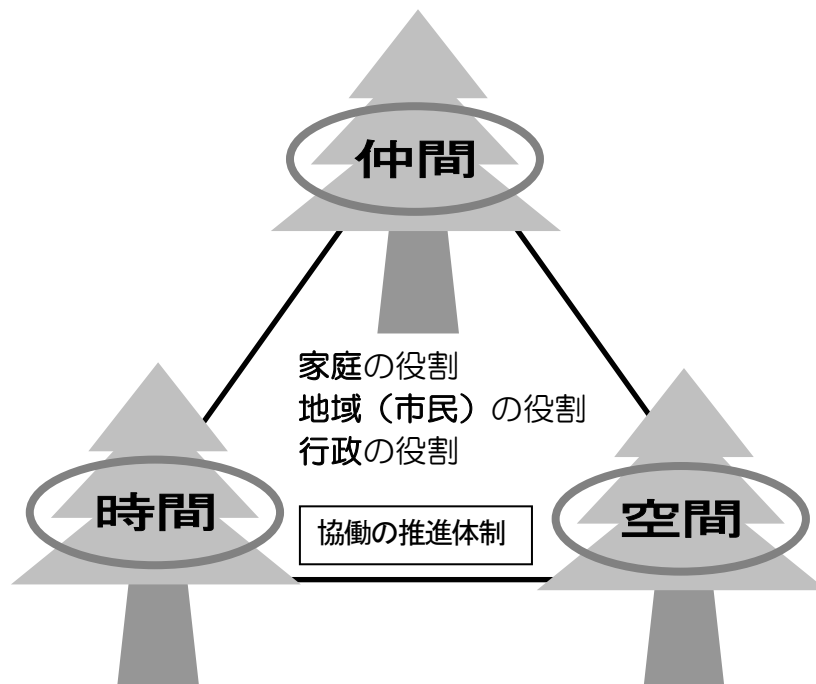 仲間
家庭の役割
地域（市民）の役割
行政の役割
時間
協働の推進体制
空間